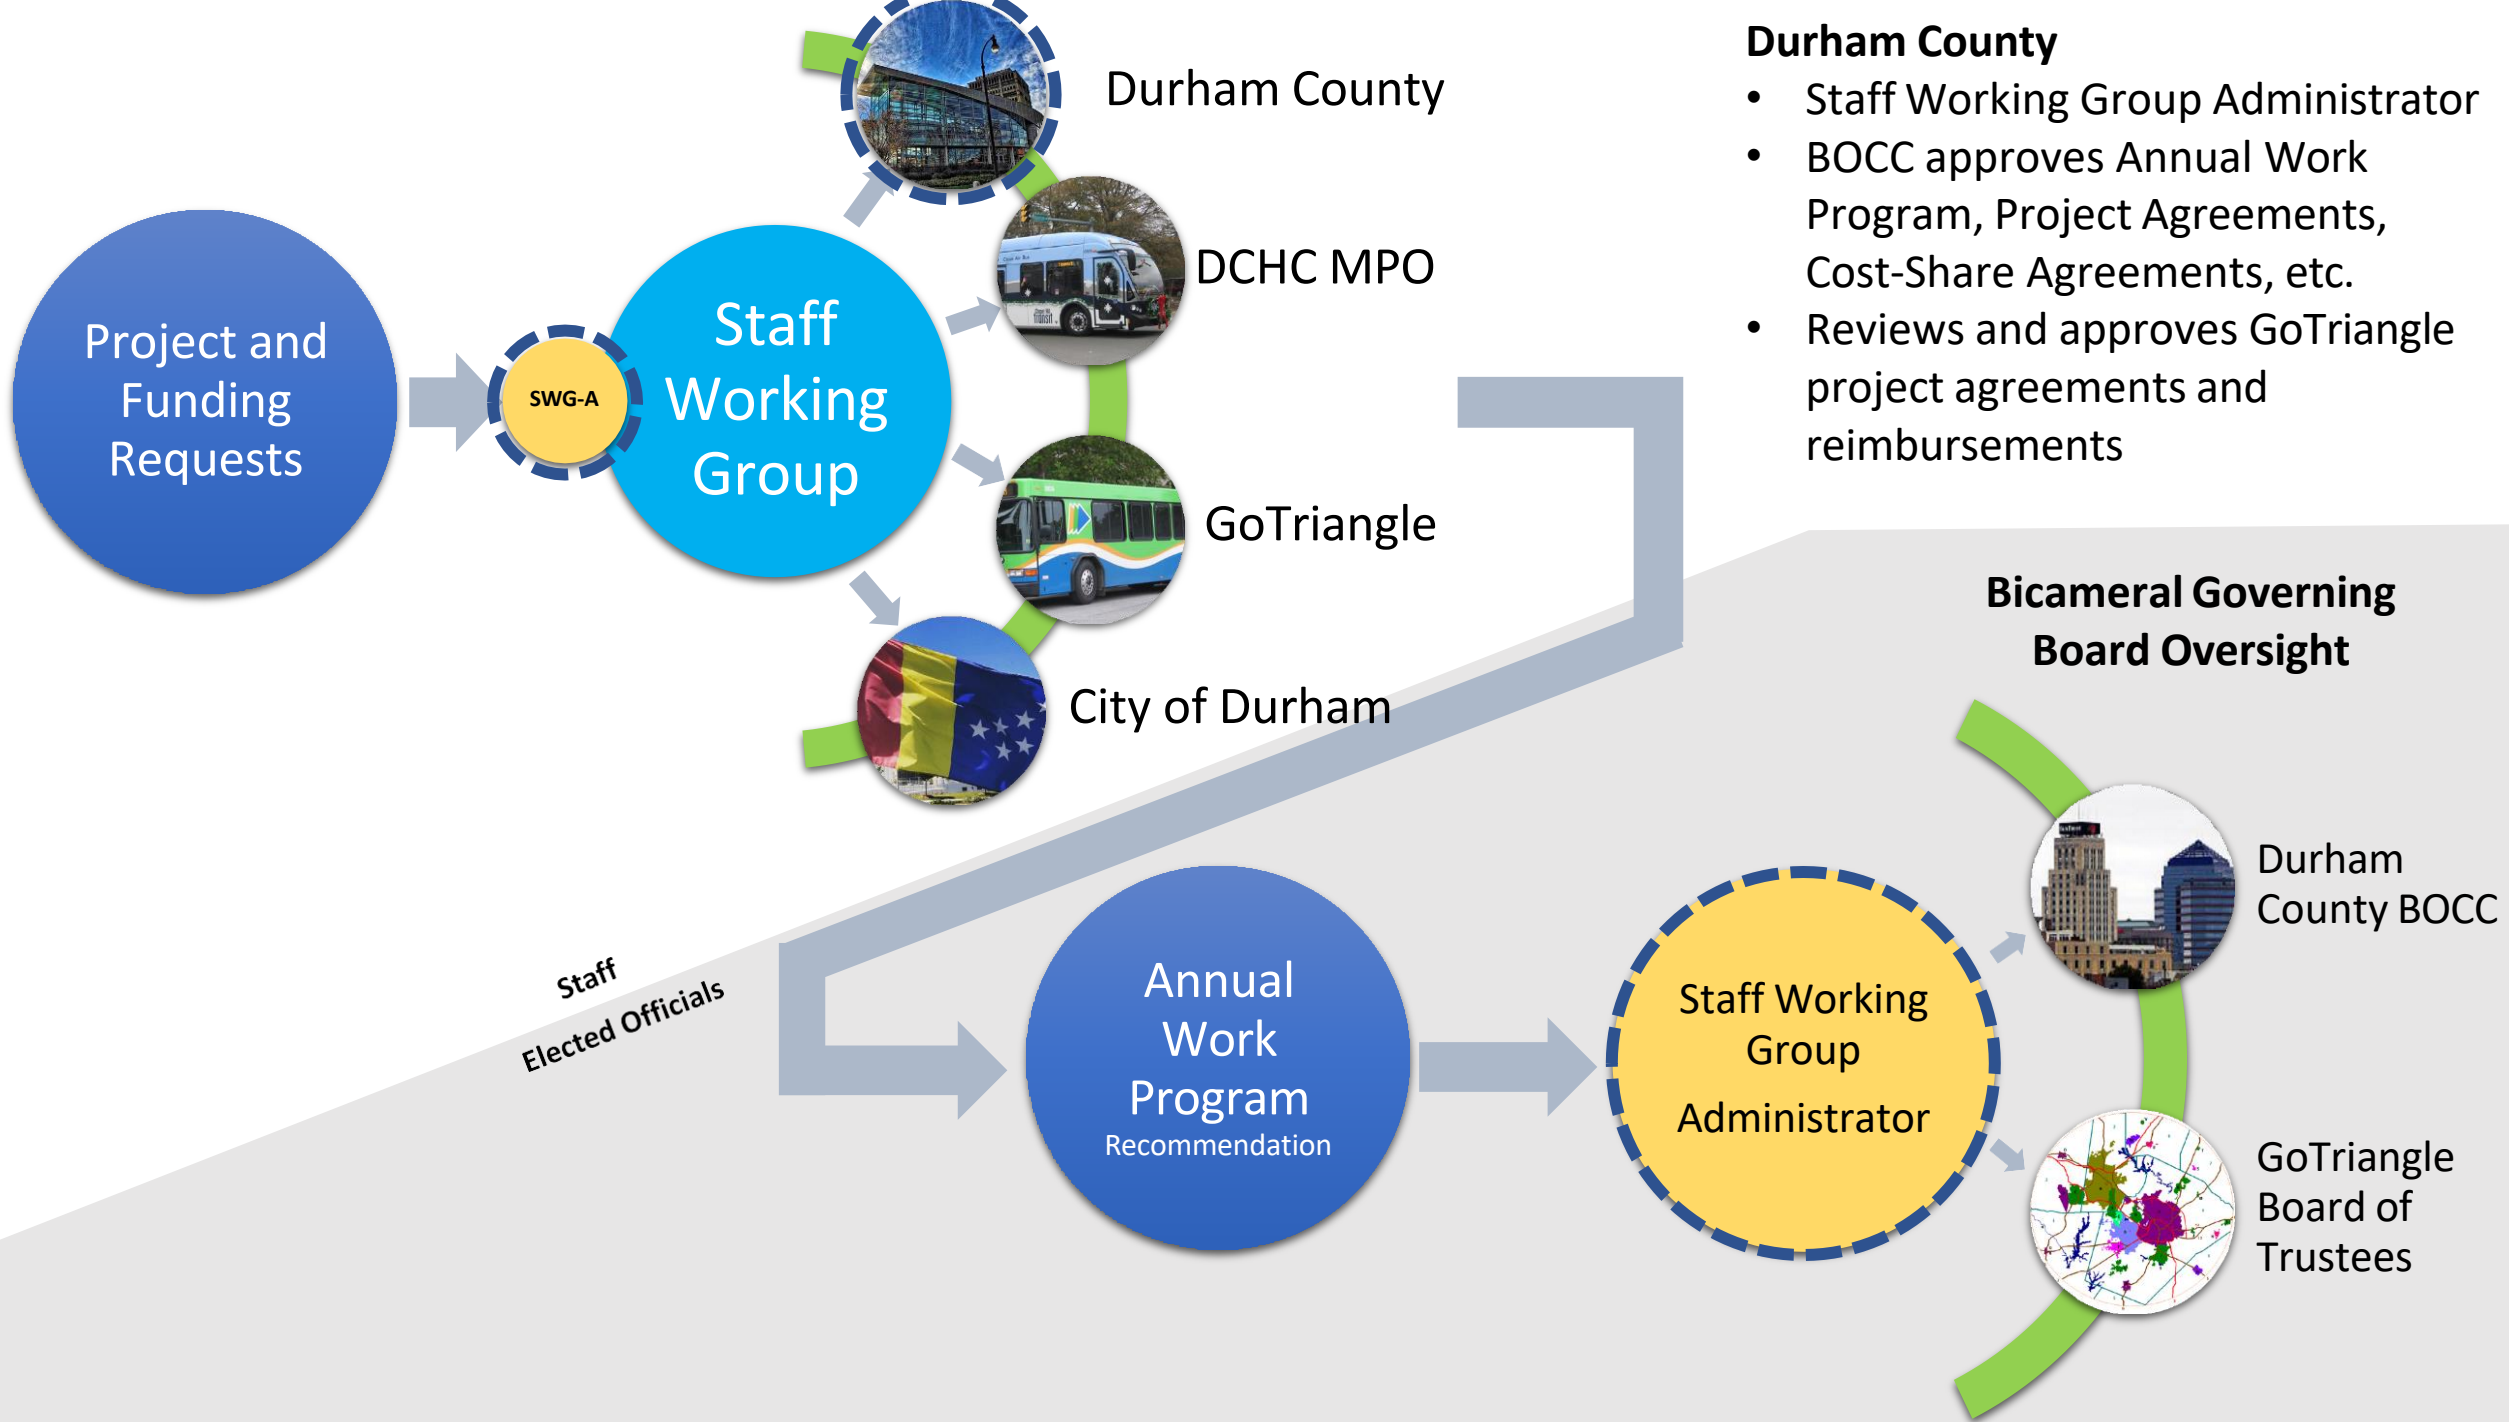 Durham County
DCHC MPO
GoTriangle
City of Durham
Project and
Funding
Requests
SWG-A
Staff
Working
Group
Durham County
• Staff Working Group Administrator
• BOCC approves Annual Work
Program, Project Agreements,
Cost-Share Agreements, etc.
• Reviews and approves GoTriangle
project agreements and
reimbursements
Staff
Elected Officials
Annual
Work
Program
Recommendation
Staff Working
Group
Administrator
Bicameral Governing
Board Oversight
Durham
County BOCC
GoTriangle
Board of
Trustees